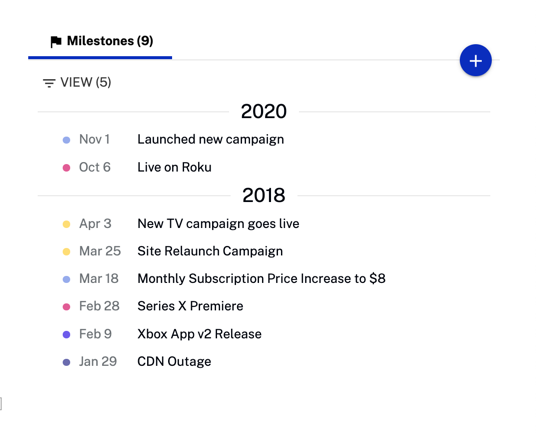 Milestones (9)
+
VIEW (5)
2020
Nov 1 Launched new campaign
Oct 6 Live on Roku
2018
Apr 3 New TV campaign goes live
Mar 25 Site Relaunch Campaign
Mar 18 Monthly Subscription Price Increase to $8
Feb 28 Series X Premiere
Feb 9 Xbox App v2 Release
Jan 29 CDN Outage